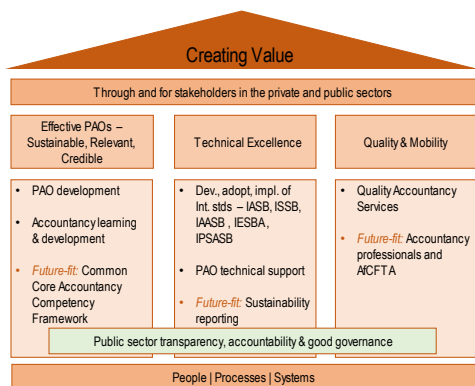 Creating Value
Through and for stakeholders in the private and public sectors
Effective PAOs –
Sustainable, Relevant,
Credible
Technical Excellence
Quality & Mobility
• PAO development
• Accountancy learning
& development
• Future-fit: Common
Core Accountancy
Competency
Framework
• Dev., adopt, impl. of
Int. stds – IASB, ISSB,
IAASB , IESBA ,
IPSASB
• PAO technical support
• Future-fit: Sustainability
reporting
• Quality Accountancy
Services
• Future-fit: Accountancy
professionals and
AfCFTA
Public sector transparency, accountability & good governance
People | Processes | Systems